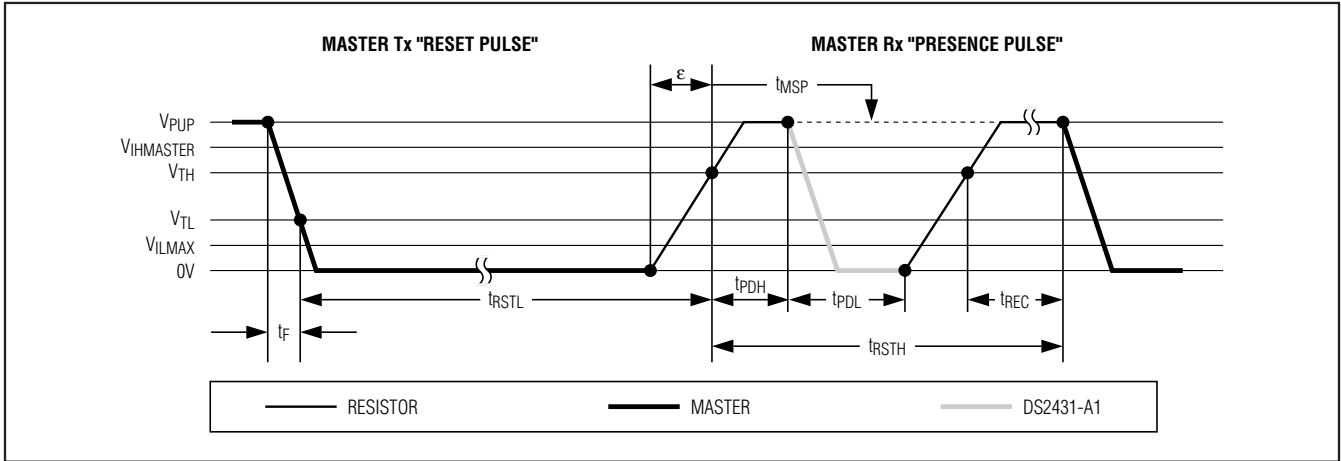 MASTER Tx "RESET PULSE"
MASTER Rx "PRESENCE PULSE"
ε
tMSP
VPUP
VIHMASTER
VTH
VTL
VILMAX
0V
tRSTL
tPDH
tPDL
tREC
tF
tRSTH
RESISTOR
MASTER
DS2431-A1